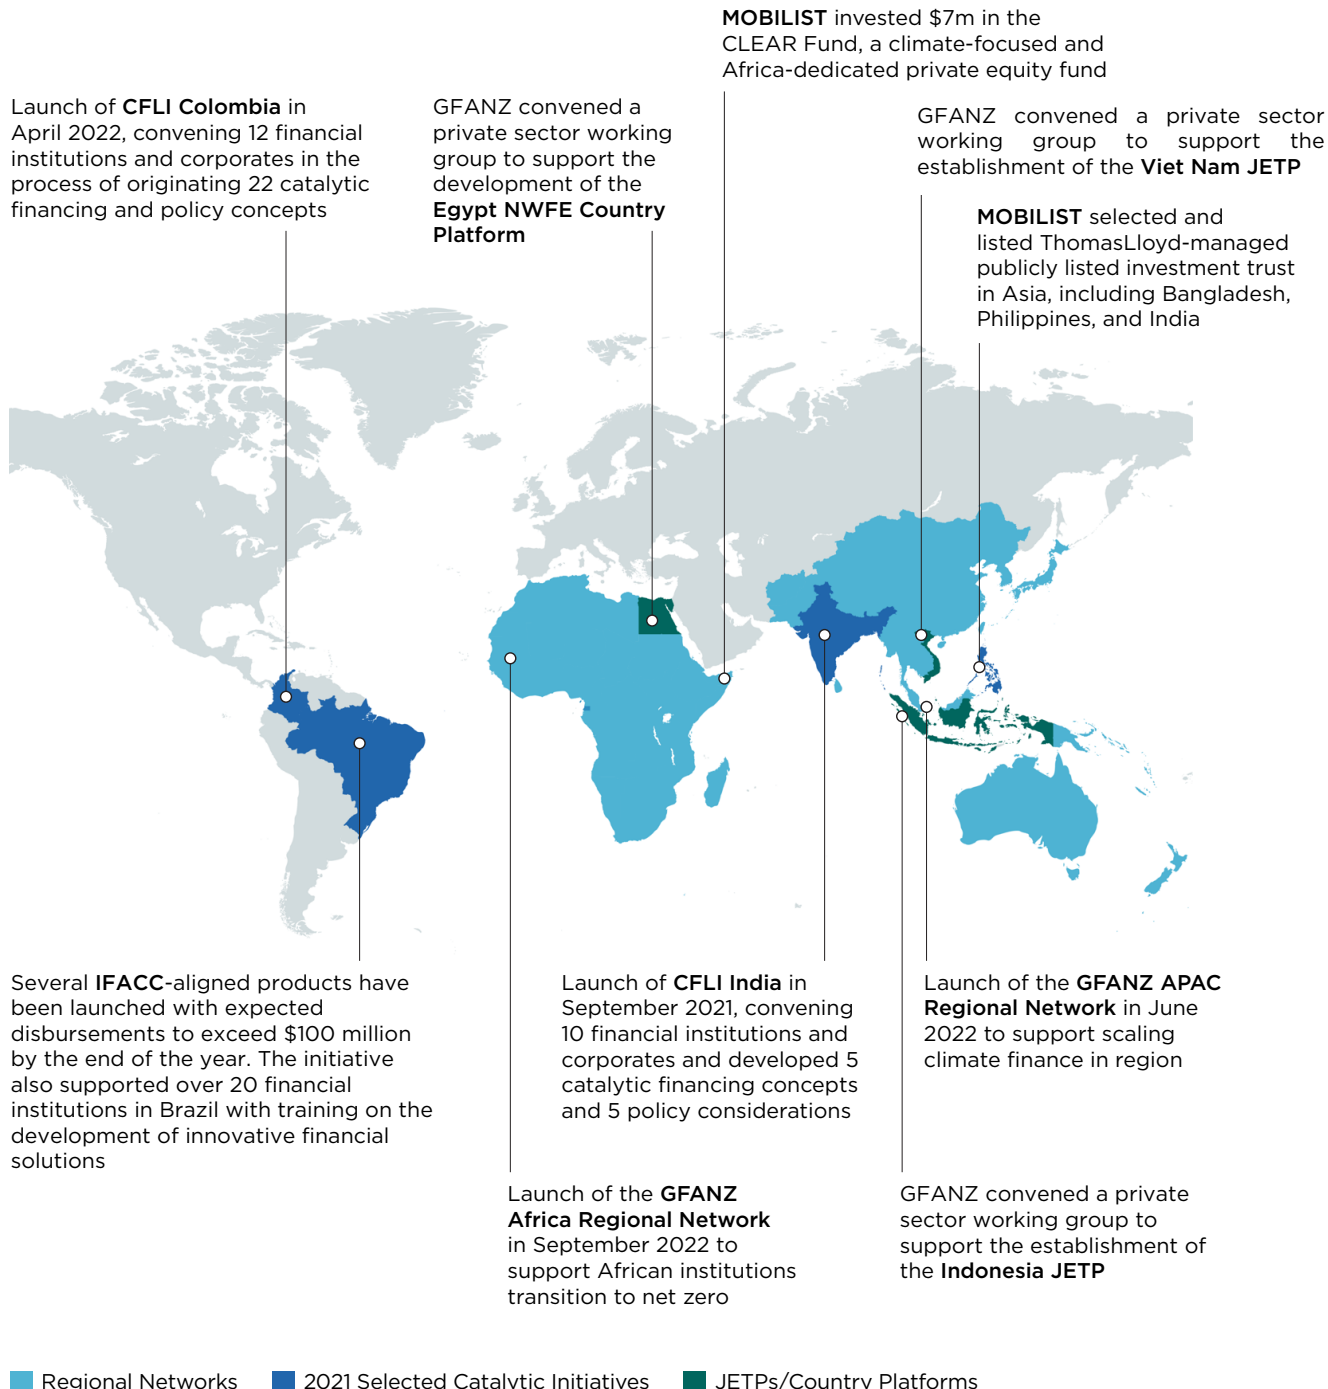 MOBILIST invested $7m in the
CLEAR Fund, a climate-focused and
Africa-dedicated private equity fund
Launch of CFLI Colombia in
April 2022, convening 12 financial
institutions and corporates in the
process of originating 22 catalytic
financing and policy concepts
GFANZ convened a
private sector working
group to support the
development of the
Egypt NWFE Country
Platform
GFANZ convened a private sector
working group to support the
establishment of the Viet Nam JETP
MOBILIST selected and
listed ThomasLloyd-managed
publicly listed investment trust
in Asia, including Bangladesh,
Philippines, and India
Several IFACC-aligned products have
been launched with expected
disbursements to exceed $100 million
by the end of the year. The initiative
also supported over 20 financial
institutions in Brazil with training on the
development of innovative financial
solutions
Launch of CFLI India in
September 2021, convening
10 financial institutions and
corporates and developed 5
catalytic financing concepts
and 5 policy considerations
Launch of the GFANZ APAC
Regional Network in June
2022 to support scaling
climate finance in region
Launch of the GFANZ
Africa Regional Network
in September 2022 to
support African institutions
transition to net zero
GFANZ convened a private
sector working group to
support the establishment of
the Indonesia JETP
Regional Networks
2021 Selected Catalytic Initiatives
JETPs/Country Platforms